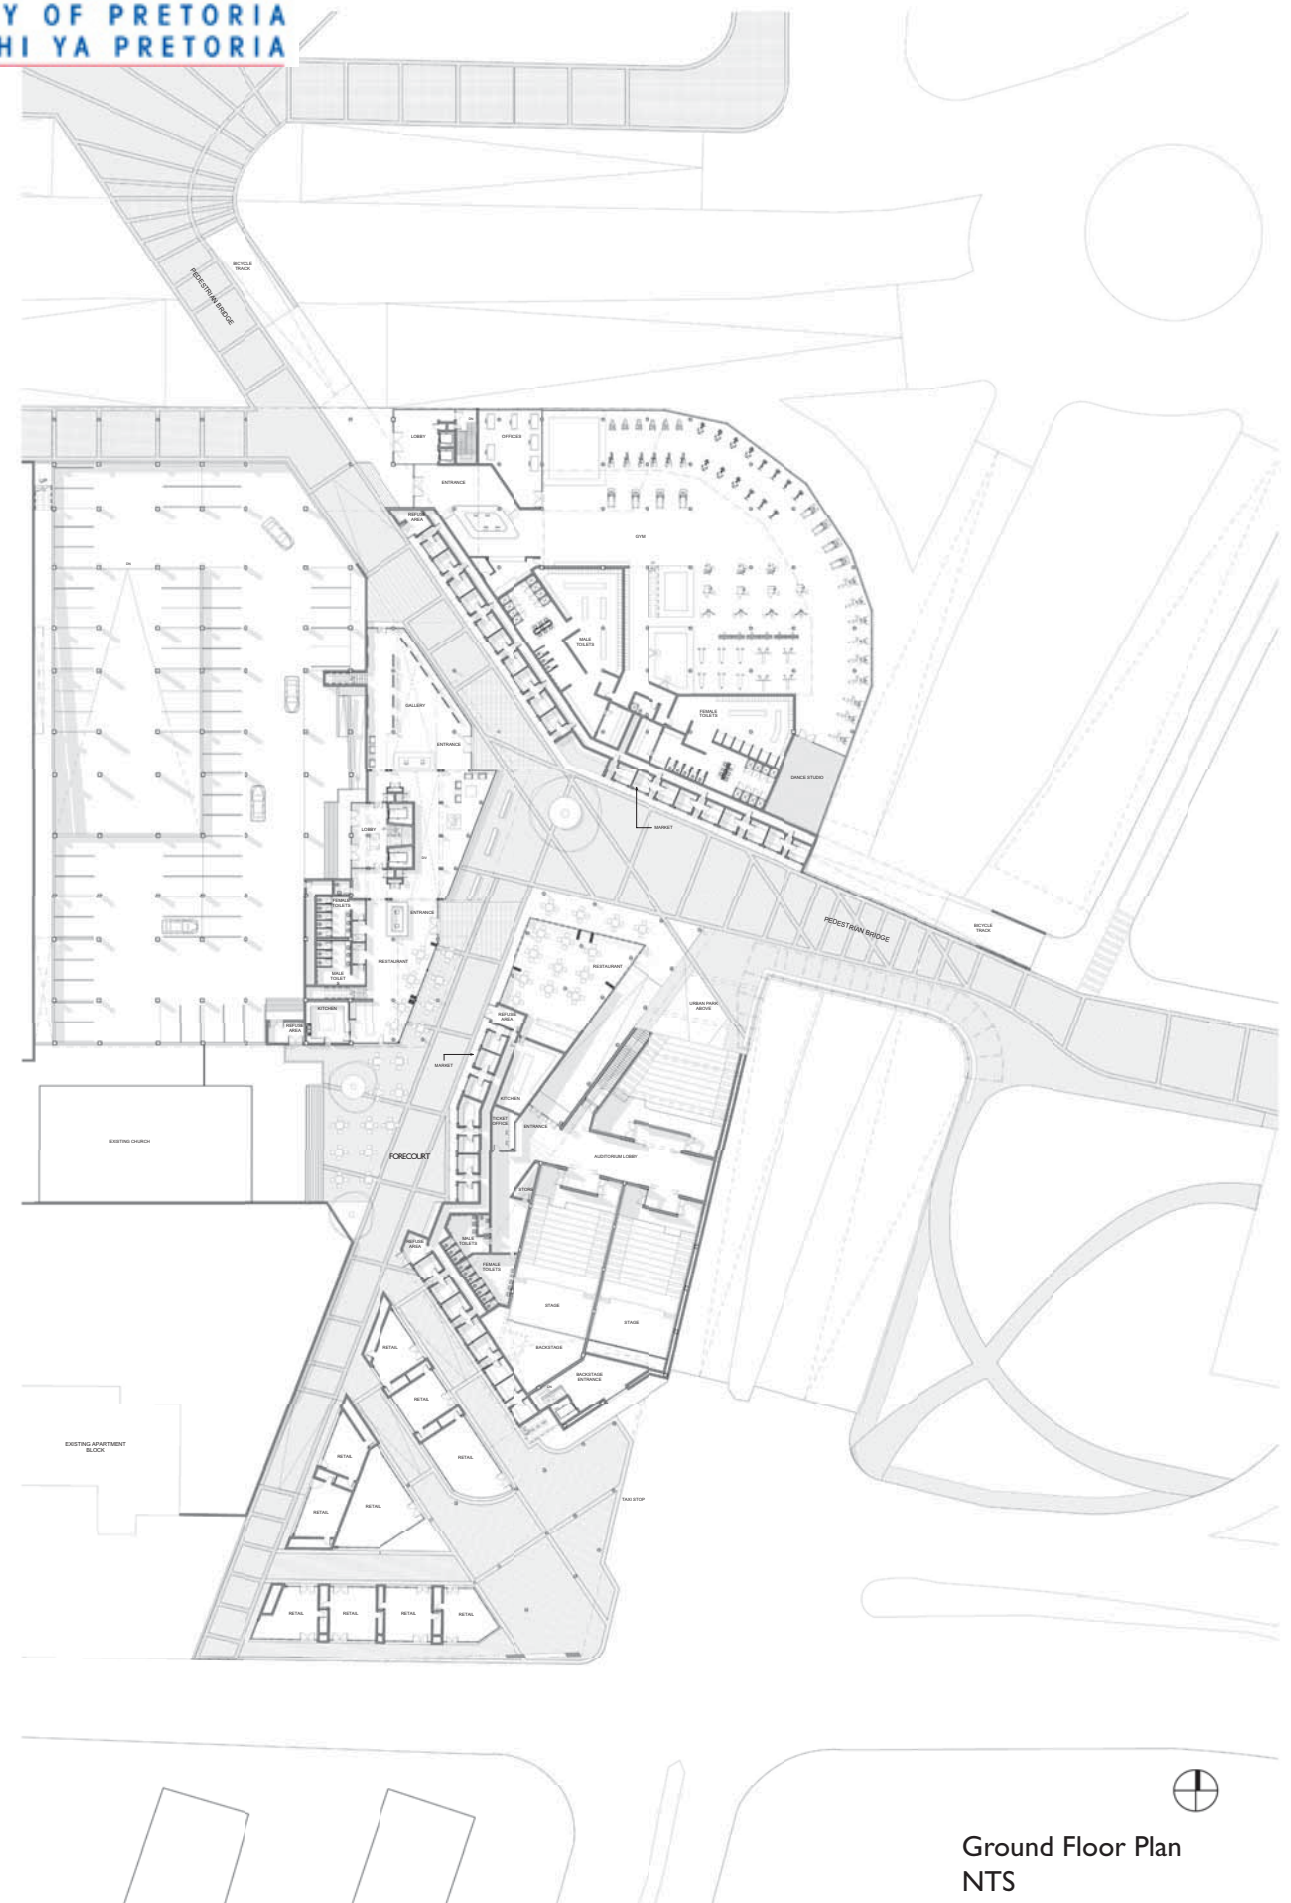 Y OF PRETORIA
HI YA PRETORIA
BICYCLE
TRACK
PEDESTRIAN BRIDGE
LOBBY
OFFICES
ENTRANCE
REFUSE
AREA
GYM
MALE
TOILETS
GALLERY
FEMALE
TOILETS
ENTRANCE
DANCE STUDIO
LOBBY
MARKET
FEMALE
TOILETS
ENTRANCE
PEDESTRIAN BRIDGE
BICYCLE
TRACK
RESTAURANT
RESTAURANT
MALE
TOILET
S
URBAN PARK
ABOVE
KITCHEN
REFUSE
AREA
REFUSE
AREA
MARKET
KITCHEN
TICKET
OFFICE
ENTRANCE
EXISTING CHURCH
FORECOURT
AUDITORIUM LOBBY
STORE
REFUSE
AREA
MALE
TOILETS
FEMALE
TOILETS
STAGE
STAGE
RETAIL
BACKSTAGE
BACKSTAGE
ENTRANCE
RETAIL
EXISTING APARTMENT
BLOCK
RETAIL
RETAIL
RETAIL
RETAIL
TAXI STOP
RETAIL
RETAIL
RETAIL
RETAIL
Ground Floor Plan
NTS